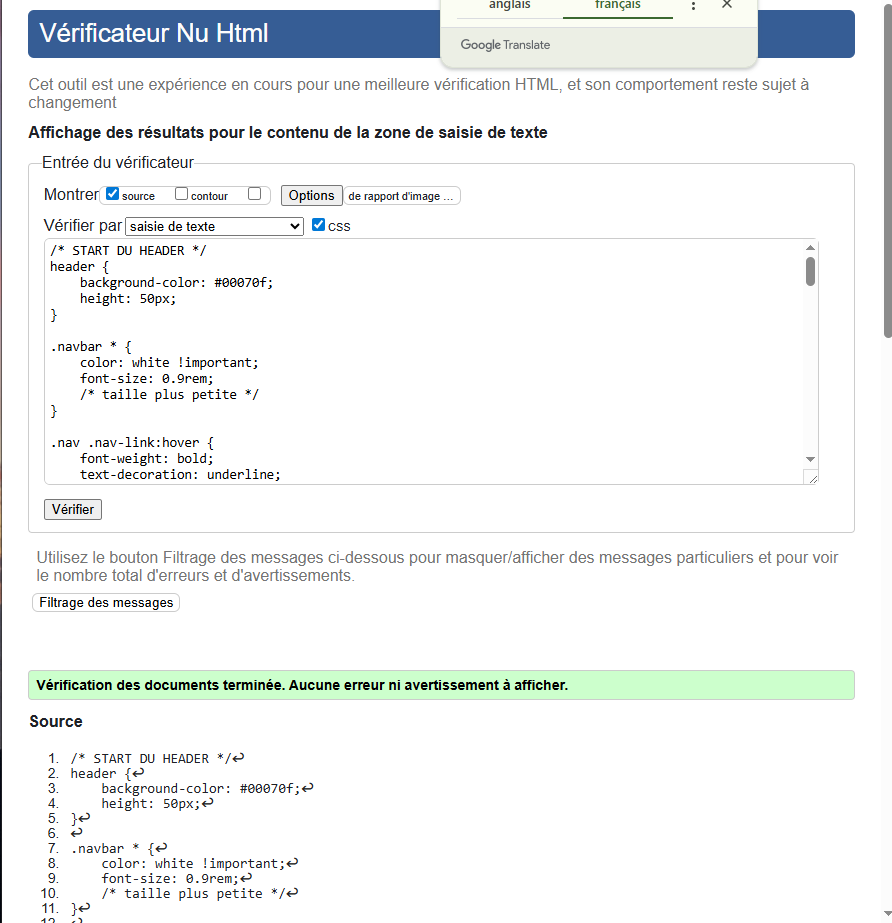 anglais français
Google Translate
Vérificateur Nu Html
Cet outil est une expérience en cours pour une meilleure vérification HTML, et son comportement reste sujet à
changement
Affichage des résultats pour le contenu de la zone de saisie de texte
Entrée du vérificateur
Montrer source contour Options de rapport d'image ...
Vérifier par saisie de texte css
/* START DU HEADER */
header {
    background-color: #00070f;
    height: 50px;
}
.navbar * {
    color: white !important;
    font-size: 0.9rem;
    /* taille plus petite */
}
.nav .nav-link:hover {
    font-weight: bold;
    text-decoration: underline;
Vérifier
Utilisez le bouton Filtrage des messages ci-dessous pour masquer/afficher des messages particuliers et pour voir
le nombre total d'erreurs et d'avertissements.
Filtrage des messages
Vérification des documents terminée. Aucune erreur ni avertissement à afficher.
Source
1. /* START DU HEADER */↩
2. header {↩
3.     background-color: #00070f;↩
4.     height: 50px;↩
5. }↩
6. ↩
7. .navbar * {↩
8.     color: white !important;↩
9.     font-size: 0.9rem;↩
10.     /* taille plus petite */↩
11. }↩